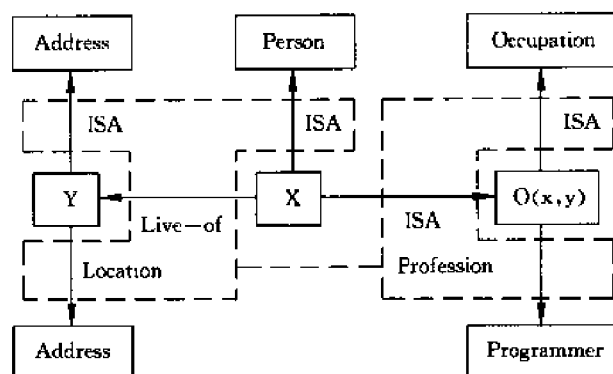 Address
Person
Occupation
ISA
ISA
ISA
Y
X
O(x,y)
Live-of
ISA
Location
Profession
Address
Programmer